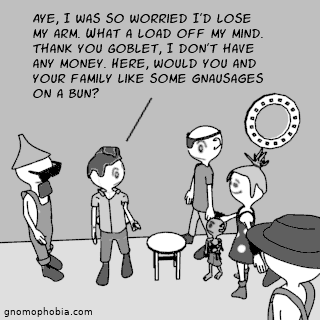 AYE, I WAS SO WORRIED I'D LOSE
MY ARM. WHAT A LOAD OFF MY MIND.
THANK YOU GOBLET, I DON'T HAVE
ANY MONEY. HERE, WOULD YOU AND
YOUR FAMILY LIKE SOME GNAUSAGES
ON A BUN?
gnomophobia.com